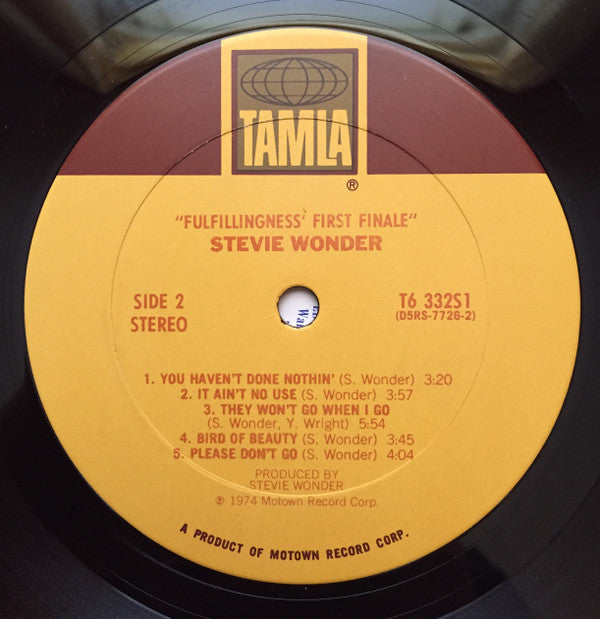 TAMLA
®
"FULFILLINGNESS' FIRST FINALE"
STEVIE WONDER
SIDE 2
STEREO
T6 332S1
(D5RS-7726-2)
1. YOU HAVEN'T DONE NOTHIN' (S. Wonder) 3:20
2. IT AIN'T NO USE (S. Wonder) 3:57
3. THEY WON'T GO WHEN I GO
(S. Wonder, Y. Wright) 5:54
4. BIRD OF BEAUTY (S. Wonder) 3:45
5. PLEASE DON'T GO (S. Wonder) 4:04
PRODUCED BY
STEVIE WONDER
℗ 1974 Motown Record Corp.
A PRODUCT OF MOTOWN RECORD CORP.